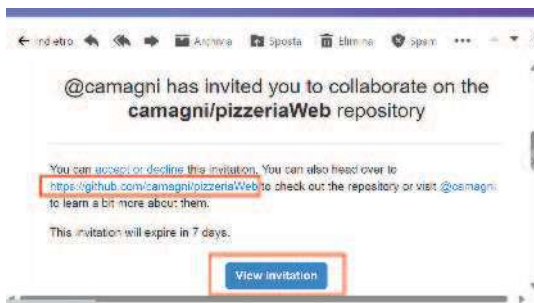 ← Indietro Archivia Sposta Elimina Spam •••
@camagni has invited you to collaborate on the
camagni/pizzeriaWeb repository
You can accept or decline this invitation. You can also head over to
https://github.com/camagni/pizzeriaWeb to check out the repository or visit @camagni
to learn a bit more about them.
This invitation will expire in 7 days.
View invitation